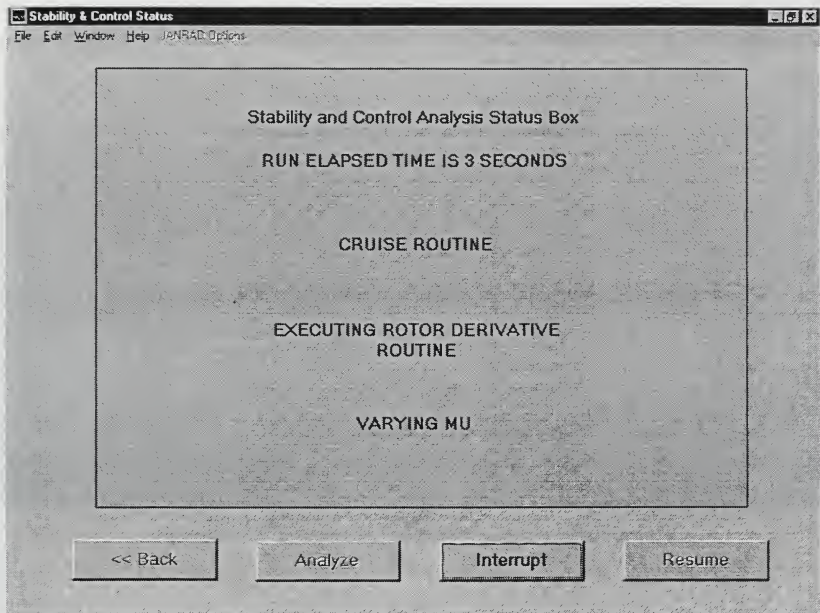 Stability & Control Status
File Edit Window Help JANRAD Options
Stability and Control Analysis Status Box
RUN ELAPSED TIME IS 3 SECONDS
CRUISE ROUTINE
EXECUTING ROTOR DERIVATIVE
ROUTINE
VARYING MU
<< Back Analyze Interrupt Resume